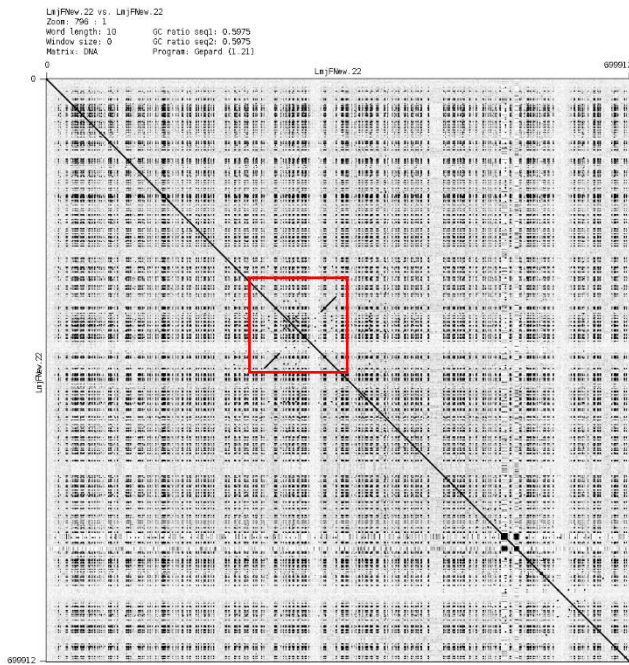 LmjFNew.22 vs. LmjFNew.22
Zoom: 796 : 1
Word length: 10 GC ratio seq1: 0.5975
Window size: 0 GC ratio seq2: 0.5975
Matrix: DNA Program: Gepard (1.21)
0 699912
LmjFNew.22
0
LmjFNew.22
699912